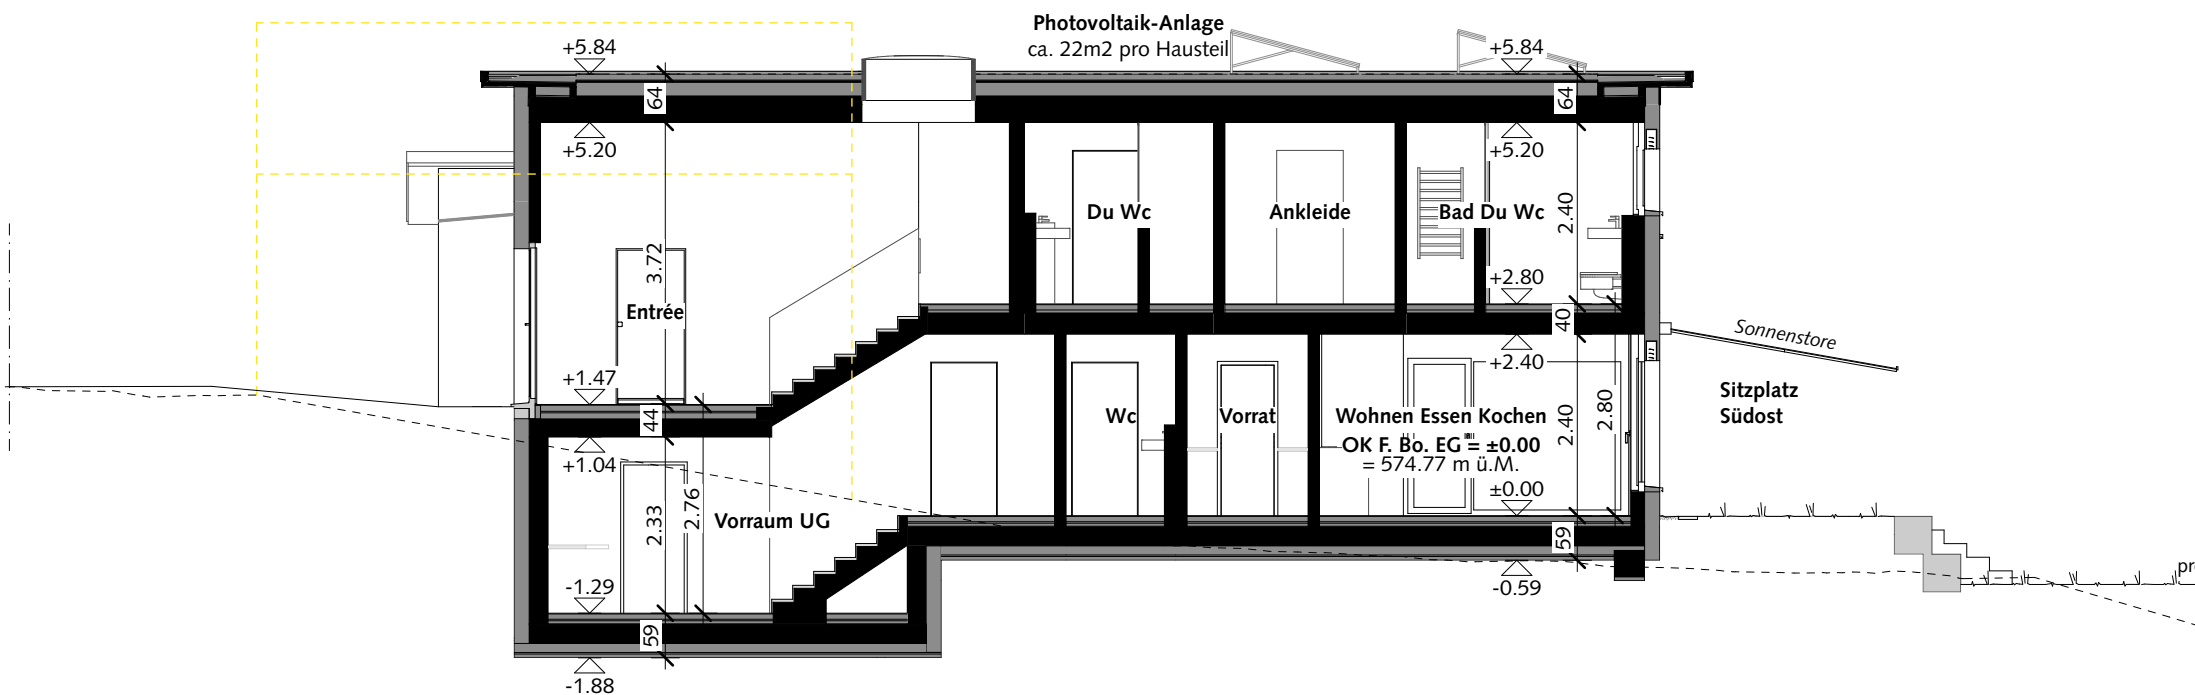 Photovoltaik-Anlage
ca. 22m2 pro Hausteil
+5.84
+5.84
64
64
+5.20
+5.20
Du Wc
Ankleide
Bad Du Wc
2.40
3.72
Entrée
+2.80
40
Sonnenstore
+2.40
+1.47
44
Sitzplatz
Südost
Wc
Vorrat
Wohnen Essen Kochen
2.40
2.80
OK F. Bo. EG = ±0.00
= 574.77 m ü.M.
+1.04
±0.00
2.33
2.76
Vorraum UG
59
-1.29
-0.59
59
-1.88